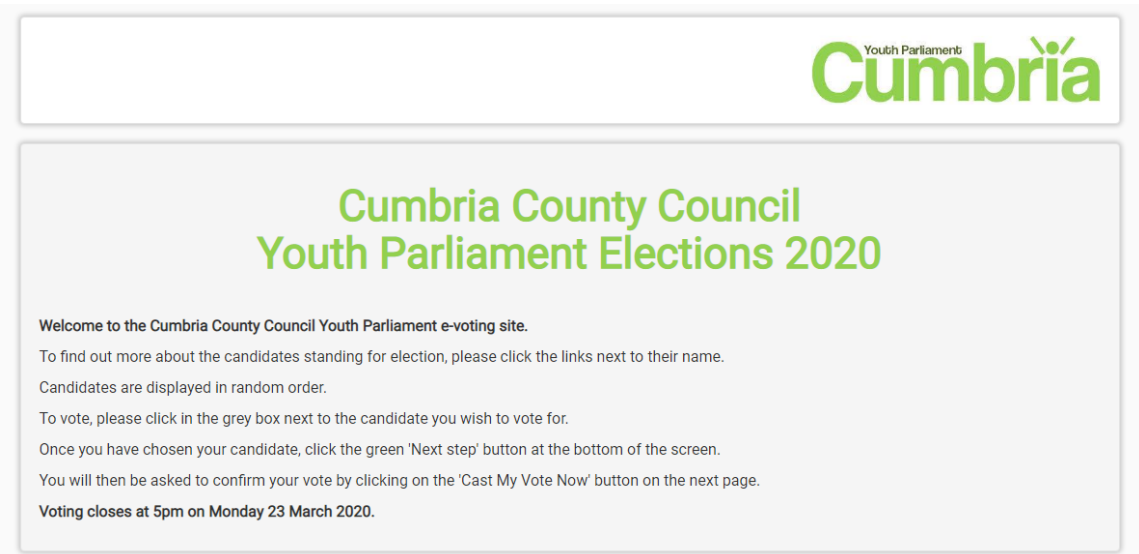 Youth Parliament
Cumbria
Cumbria County Council
Youth Parliament Elections 2020
Welcome to the Cumbria County Council Youth Parliament e-voting site.
To find out more about the candidates standing for election, please click the links next to their name.
Candidates are displayed in random order.
To vote, please click in the grey box next to the candidate you wish to vote for.
Once you have chosen your candidate, click the green 'Next step' button at the bottom of the screen.
You will then be asked to confirm your vote by clicking on the 'Cast My Vote Now' button on the next page.
Voting closes at 5pm on Monday 23 March 2020.